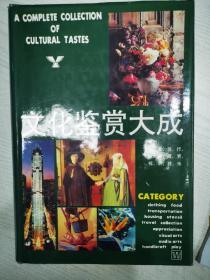 A COMPLETE COLLECTION
OF
CULTURAL TASTES
Y
文化鉴赏大成
CATEGORY
clothing food
transportation
housing utensil
travel collection
appreciation
visual arts
audio arts
handicraft play
W